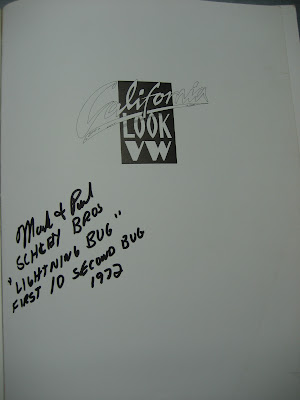 California
LOOK
VW
Mark & Paul
SCHLEY BROS
"LIGHTNING BUG"
FIRST 10 SECOND BUG
1972